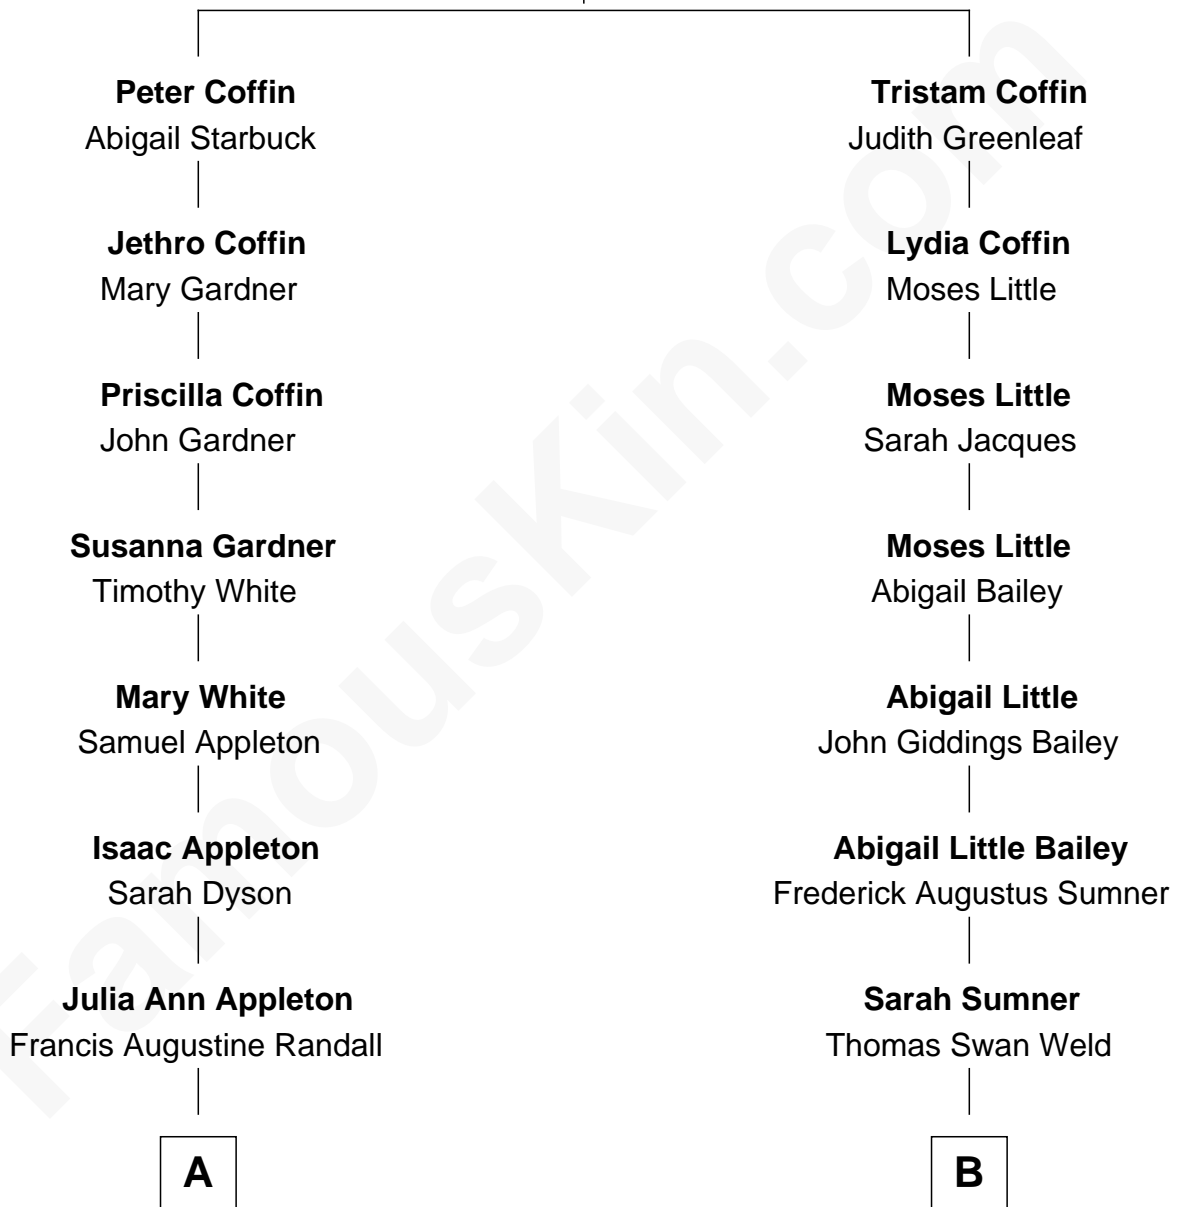 Peter Coffin
Abigail Starbuck
Jethro Coffin
Mary Gardner
Priscilla Coffin
John Gardner
Susanna Gardner
Timothy White
Mary White
Samuel Appleton
Isaac Appleton
Sarah Dyson
Julia Ann Appleton
Francis Augustine Randall
A
Tristam Coffin
Judith Greenleaf
Lydia Coffin
Moses Little
Moses Little
Sarah Jacques
Moses Little
Abigail Bailey
Abigail Little
John Giddings Bailey
Abigail Little Bailey
Frederick Augustus Sumner
Sarah Sumner
Thomas Swan Weld
B
FamousKin.com